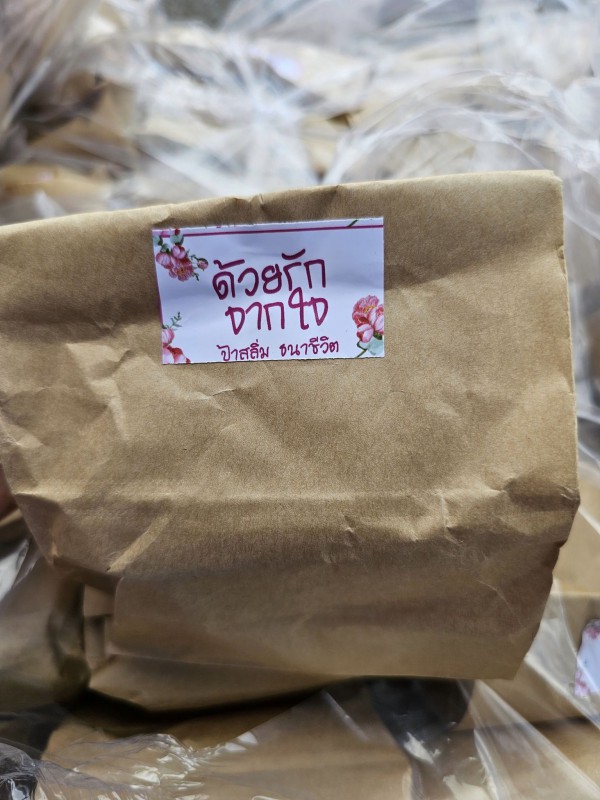 ด้วยรัก
จากใจ
ป้าสลิ่ม ธนาชีวิต